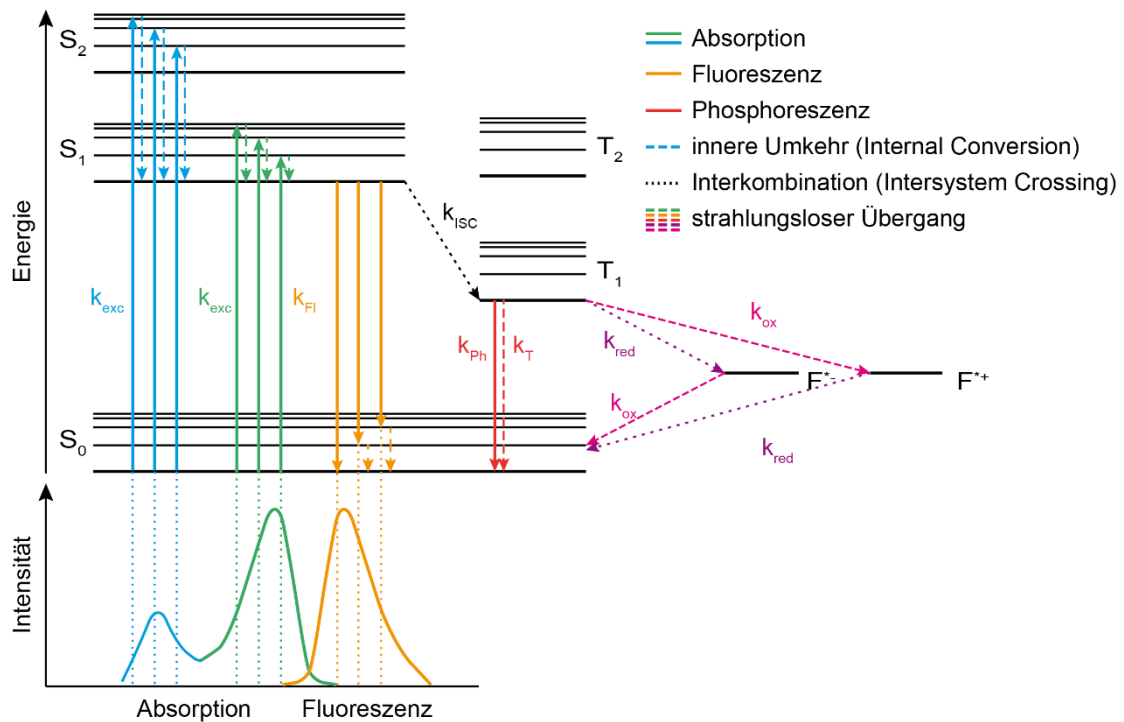 S2
Absorption
Fluoreszenz
Phosphoreszenz
innere Umkehr (Internal Conversion)
Interkombination (Intersystem Crossing)
strahlungsloser Übergang
S1
T2
Energie
kISC
T1
kexc
kexc
kFl
kox
kPh
kT
kred
F*-
F*+
kox
S0
kred
Intensität
Absorption
Fluoreszenz